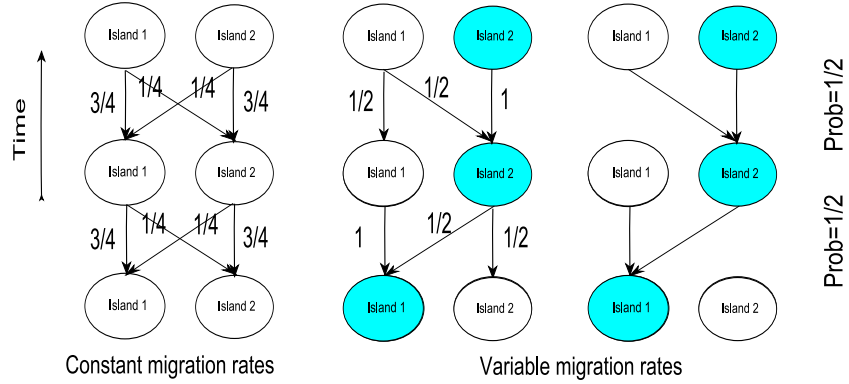 Island 1 Island 2 Island 1 Island 2 Island 1 Island 2
3/4 1/4 1/4 3/4 1/2 1/2 1
Time
Prob=1/2
Island 1 Island 2 Island 1 Island 2 Island 1 Island 2
3/4 1/4 1/4 3/4 1 1/2 1/2
Prob=1/2
Island 1 Island 2 Island 1 Island 2 Island 1 Island 2
Constant migration rates Variable migration rates